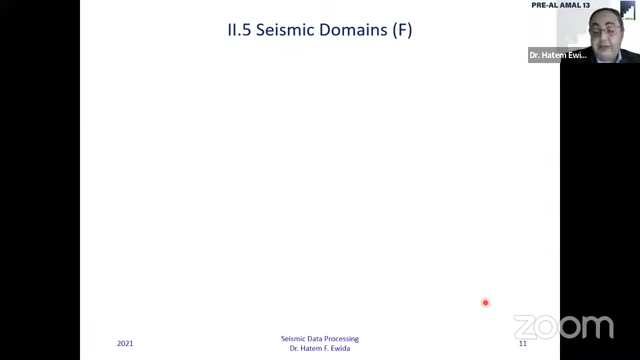 PRE-AL AMAL 13
II.5 Seismic Domains (F)
Dr. Hatem Ewi...
2021
Seismic Data Processing
Dr. Hatem F. Ewida
11
zoom